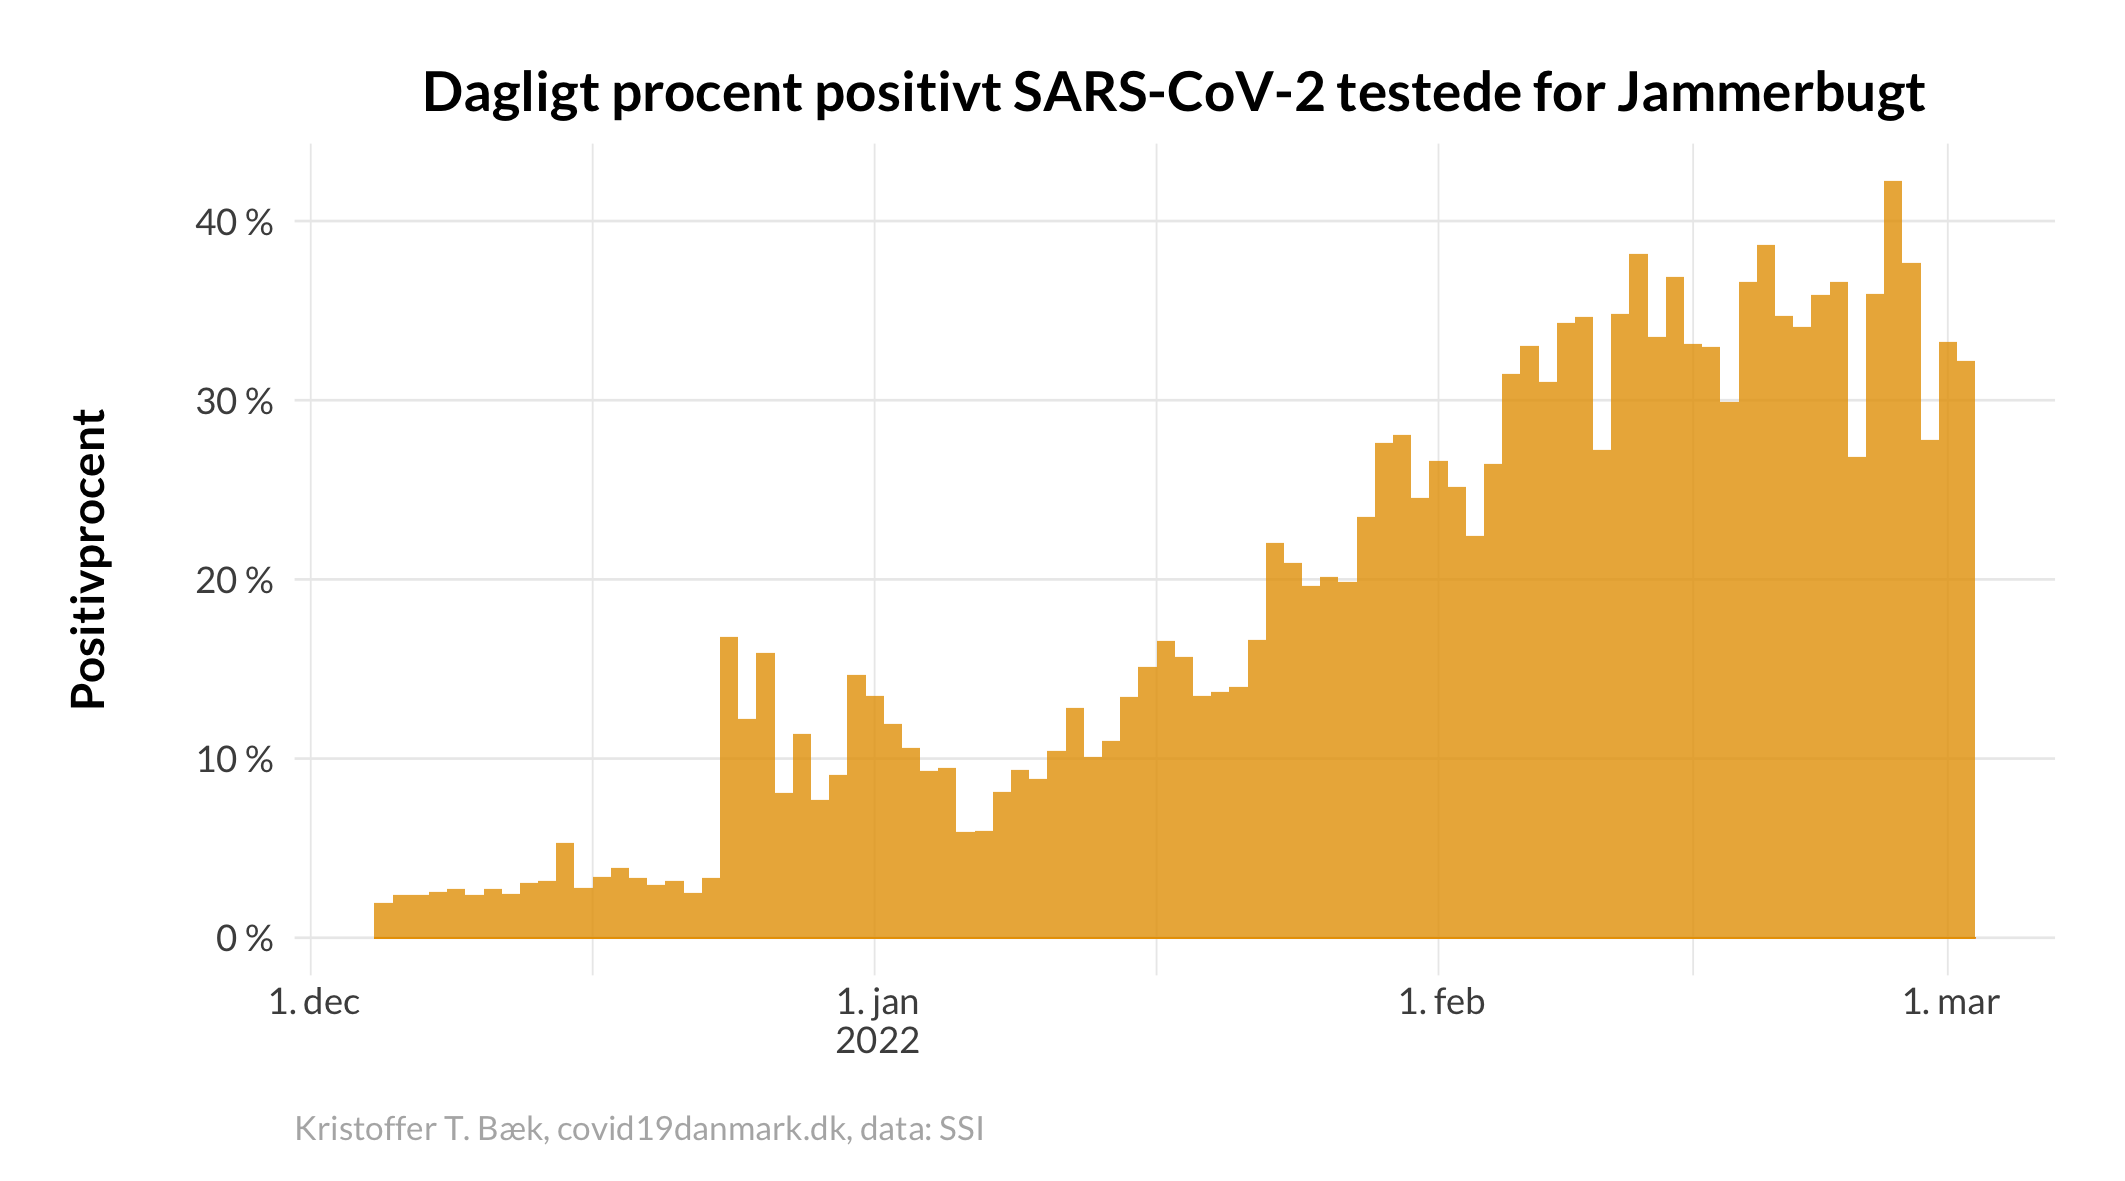 Dagligt procent positivt SARS-CoV-2 testede for Jammerbugt
Positivprocent
40 %
30 %
20 %
10 %
0 %
1. dec
1. jan
2022
1. feb
1. mar
Kristoffer T. Bæk, covid19danmark.dk, data: SSI